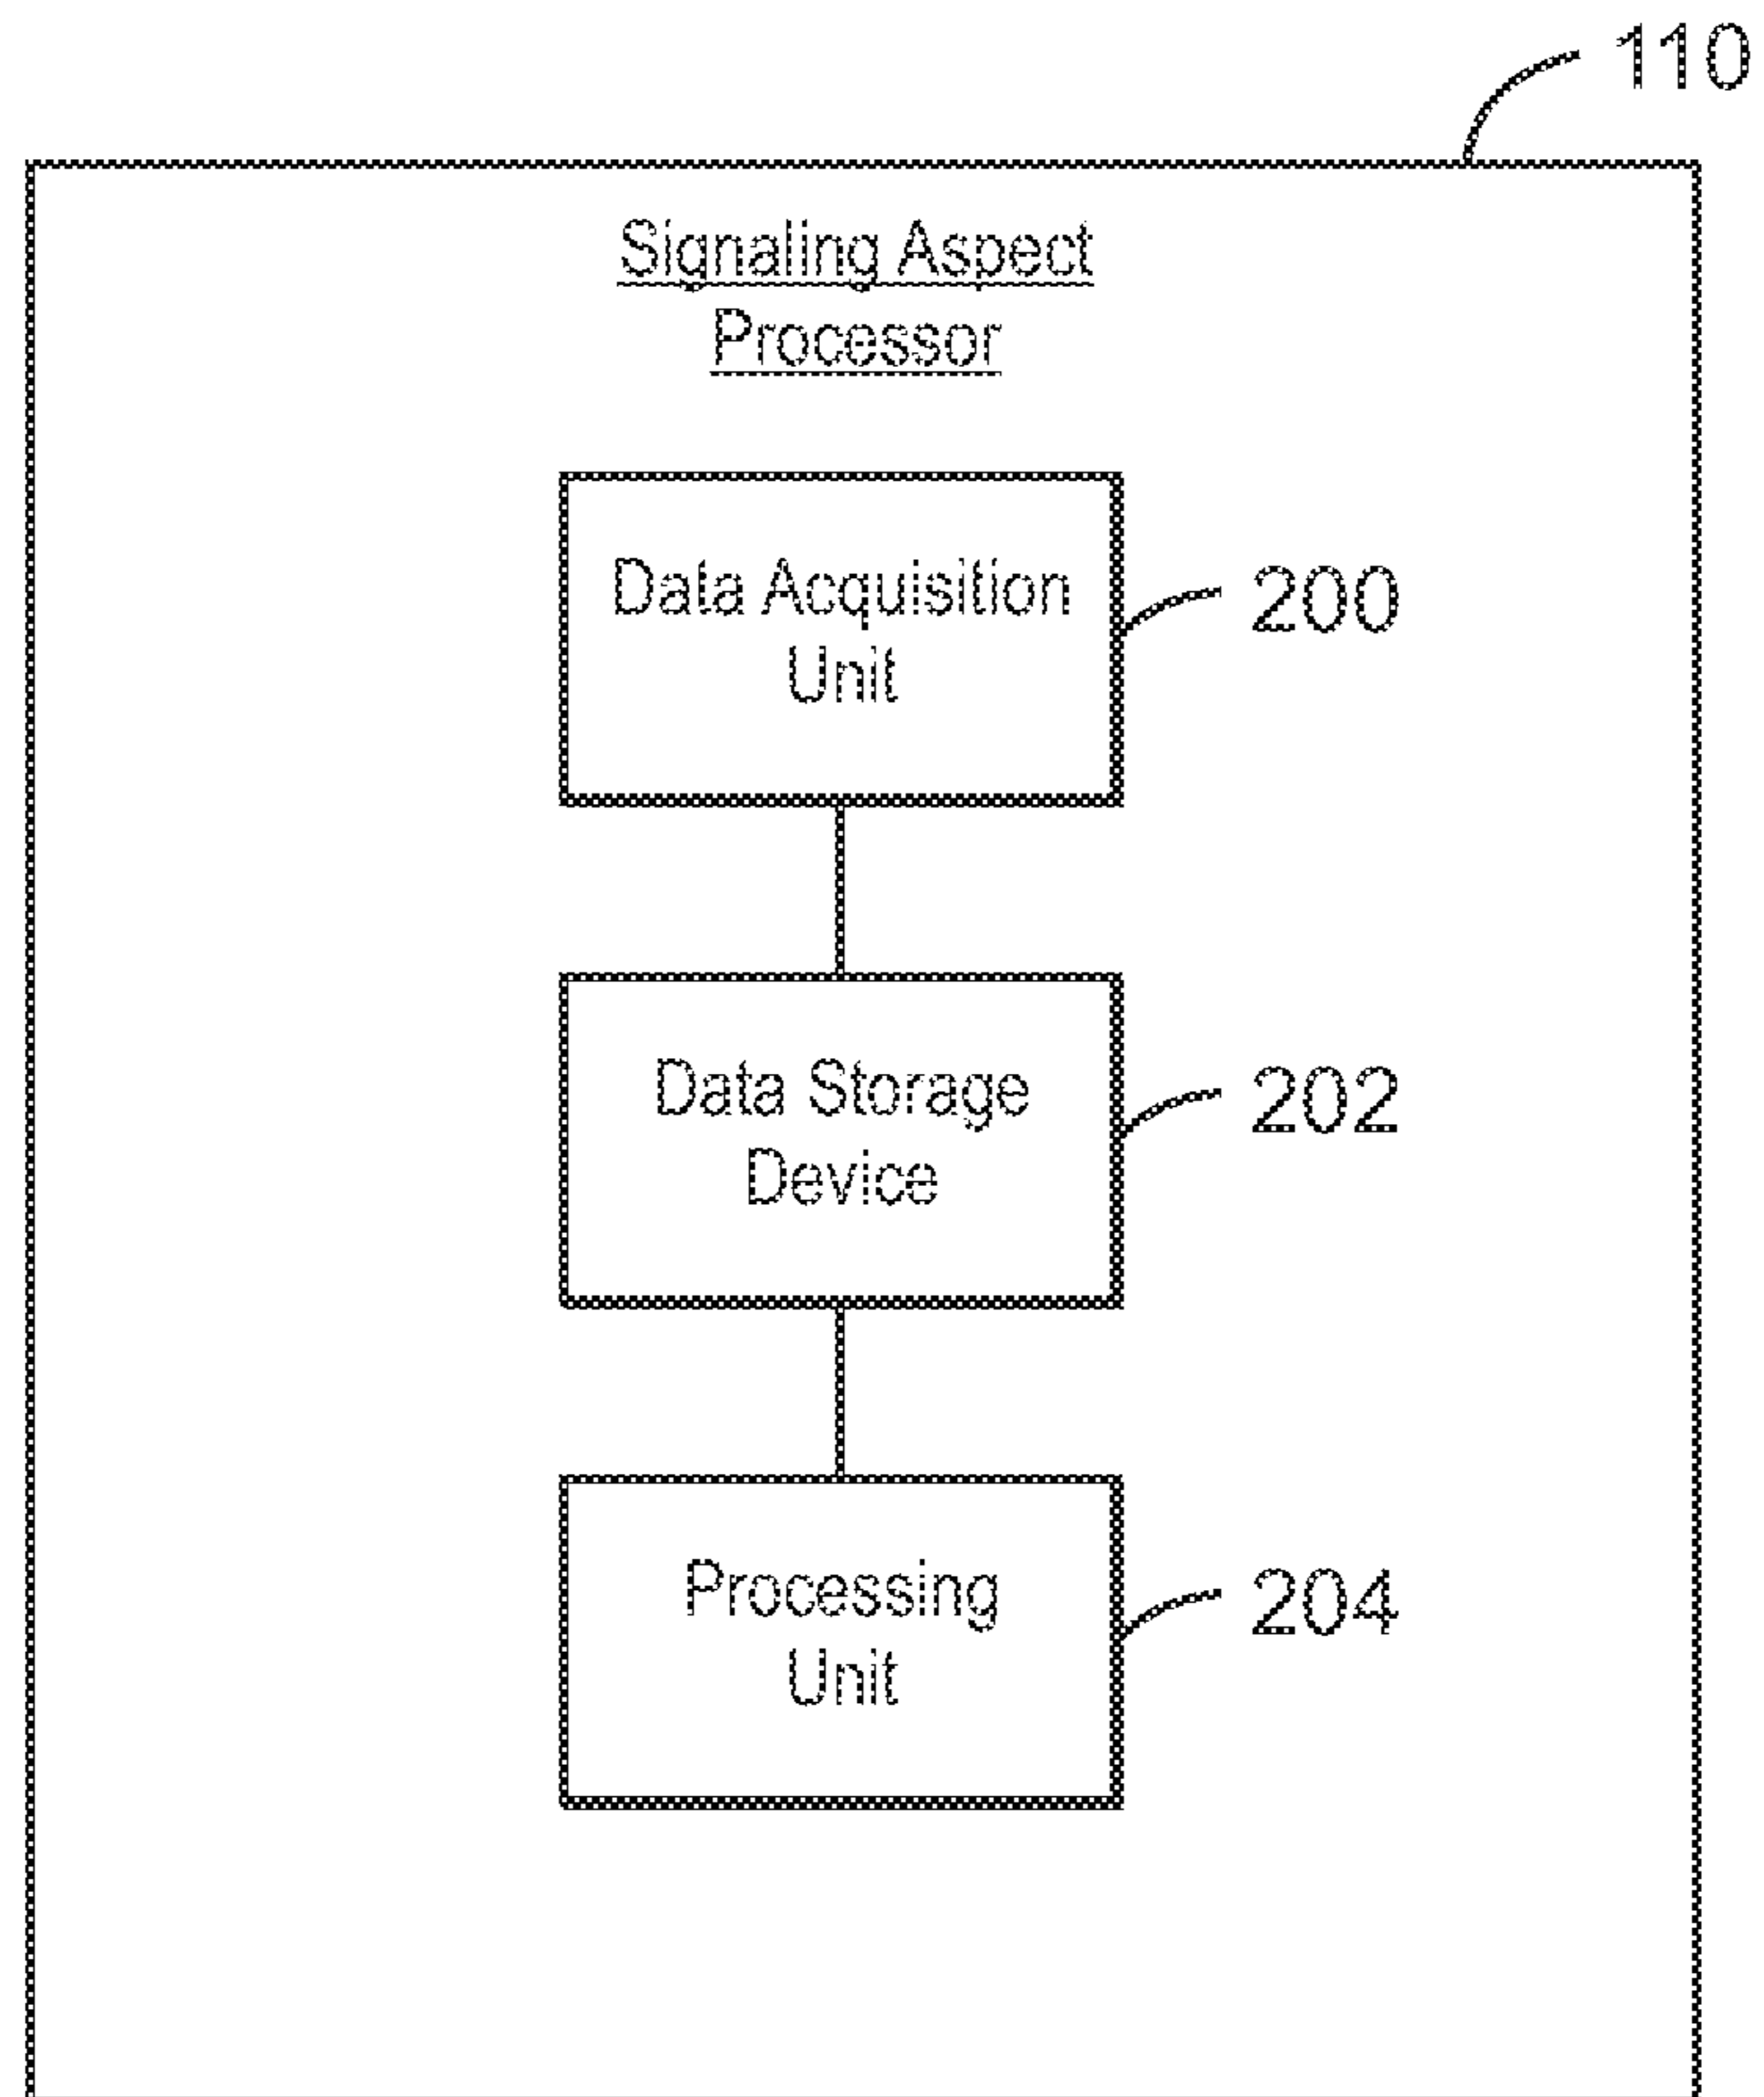 110
Signaling Aspect
Processor
Data Acquisition
Unit
200
Data Storage
Device
202
Processing
Unit
204